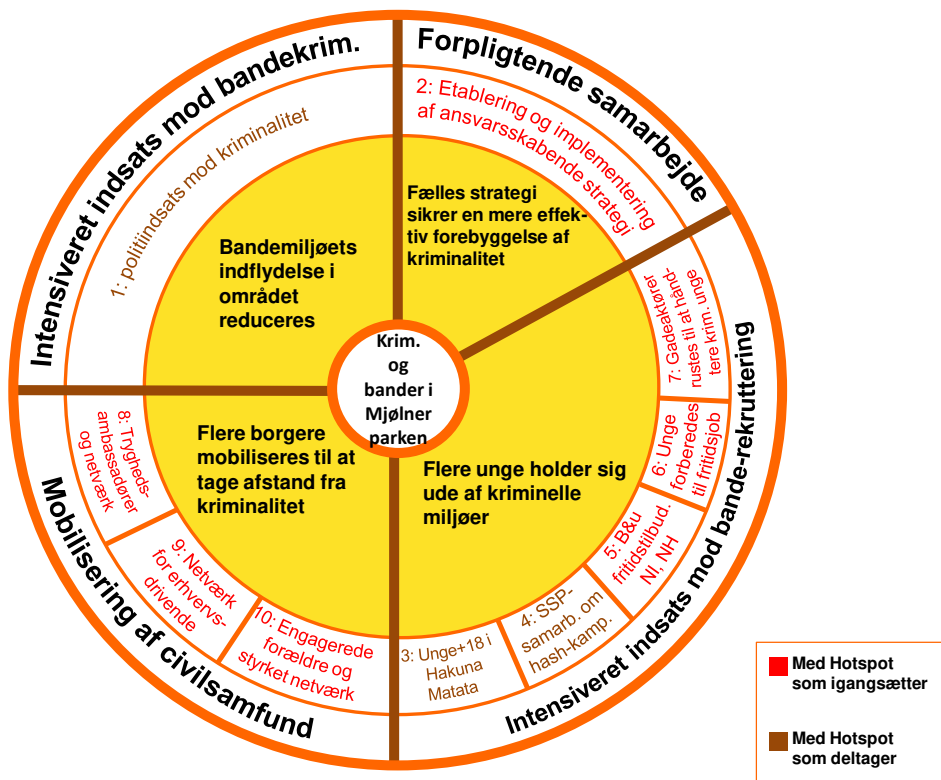 Intensiveret indsats mod bandekrim.
Forpligtende samarbejde
Intensiveret indsats mod bande-rekruttering
Mobilisering af civilsamfund
1: politiindsats mod kriminalitet
2: Etablering og implementering
af ansvarsskabende strategi
Bandemiljøets
indflydelse i
området
reduceres
Fælles strategi
sikrer en mere effek-
tiv forebyggelse af
kriminalitet
7: Gadeaktører
rustes til at hånd-
tere krim. unge
6: Unge
forberedes
til fritidsjob
5: B&u
fritidstilbud.
NI, NH
4: SSP-
samarb. om
hash-kamp.
3: Unge+18 i
Hakuna
Matata
Krim.
og
bander i
Mjølner
parken
Flere borgere
mobiliseres til at
tage afstand fra
kriminalitet
Flere unge holder sig
ude af kriminelle
miljøer
8: Trygheds-
ambassadører
og netværk
9: Netværk
for erhvervs-
drivende
10: Engagerede
forældre og
styrket netværk
Med Hotspot
som igangsætter
Med Hotspot
som deltager